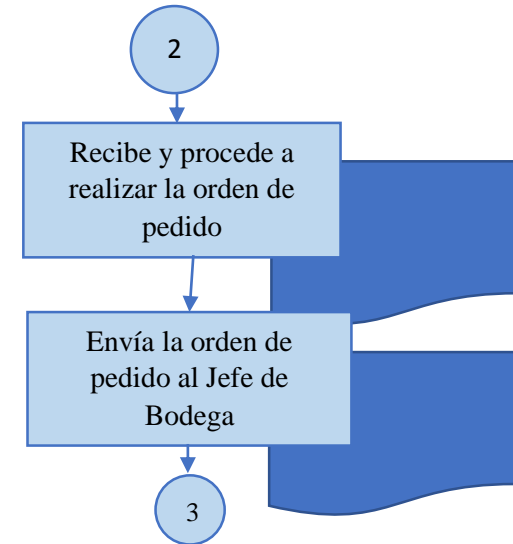 2
Recibe y procede a
realizar la orden de
pedido
Envía la orden de
pedido al Jefe de
Bodega
3